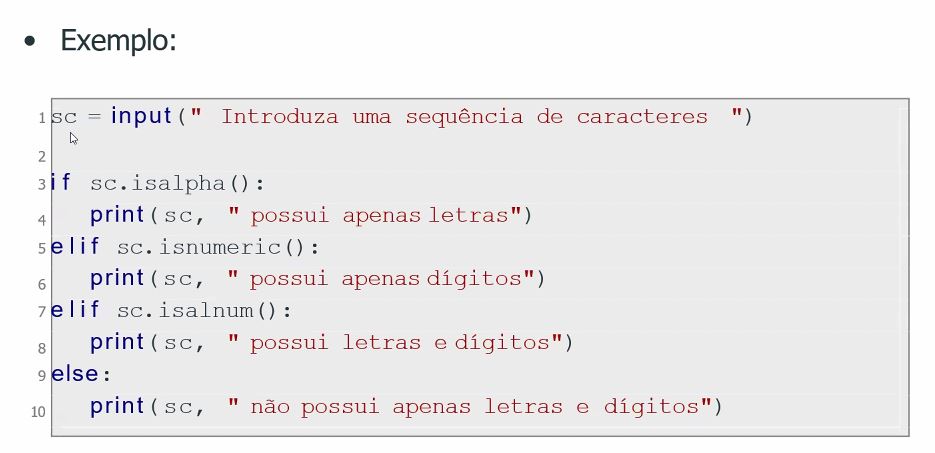 • Exemplo:
1 sc = input(" Introduza uma sequência de caracteres ")
2
3 if sc.isalpha():
4 print(sc, " possui apenas letras")
5 elif sc.isnumeric():
6 print(sc, " possui apenas dígitos")
7 elif sc.isalnum():
8 print(sc, " possui letras e dígitos")
9 else:
10 print(sc, " não possui apenas letras e dígitos")